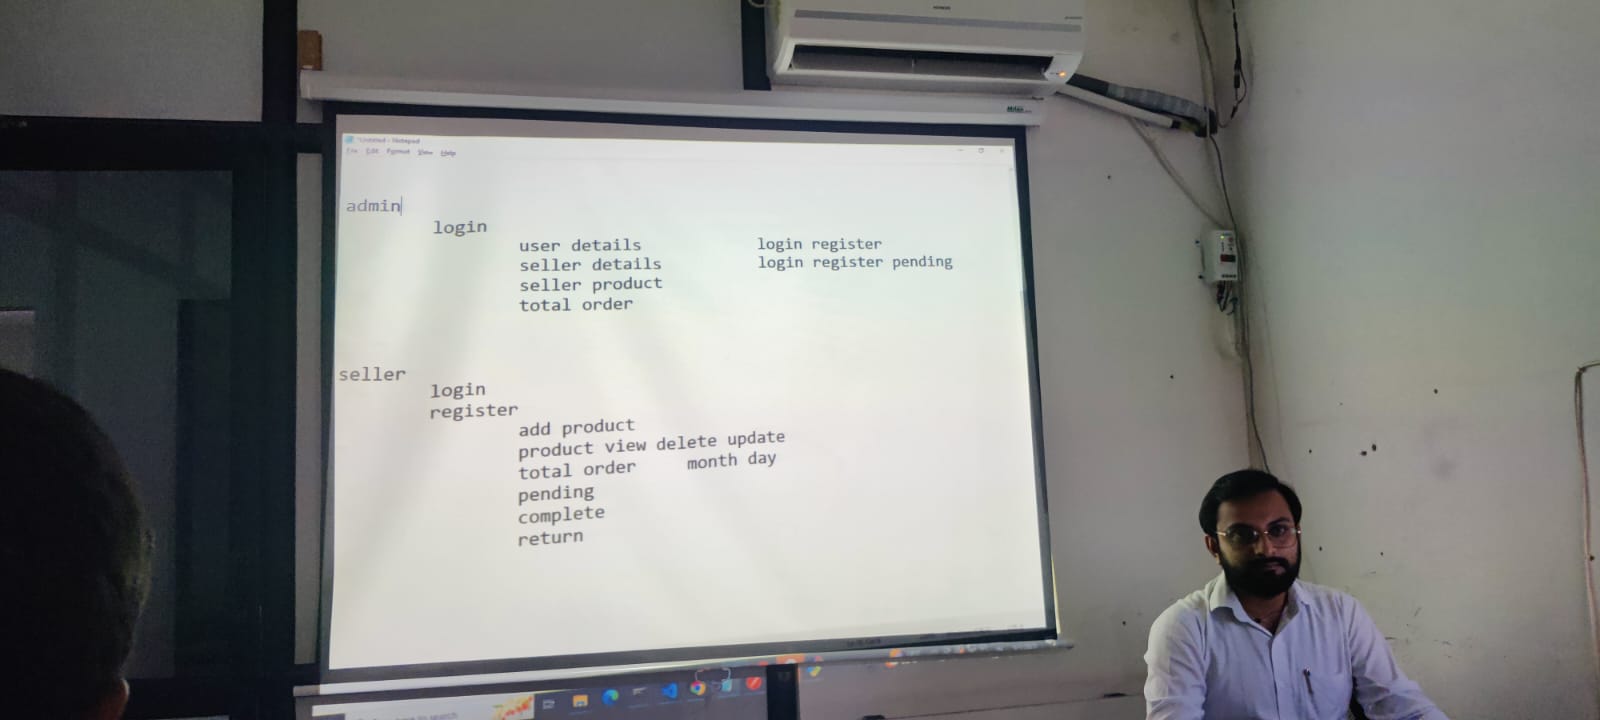 HITACHI
*Untitled - Notepad
File Edit Format View Help
admin
login
user details login register
seller details login register pending
seller product
total order
seller
login
register
add product
product view delete update
total order month day
pending
complete
return
search